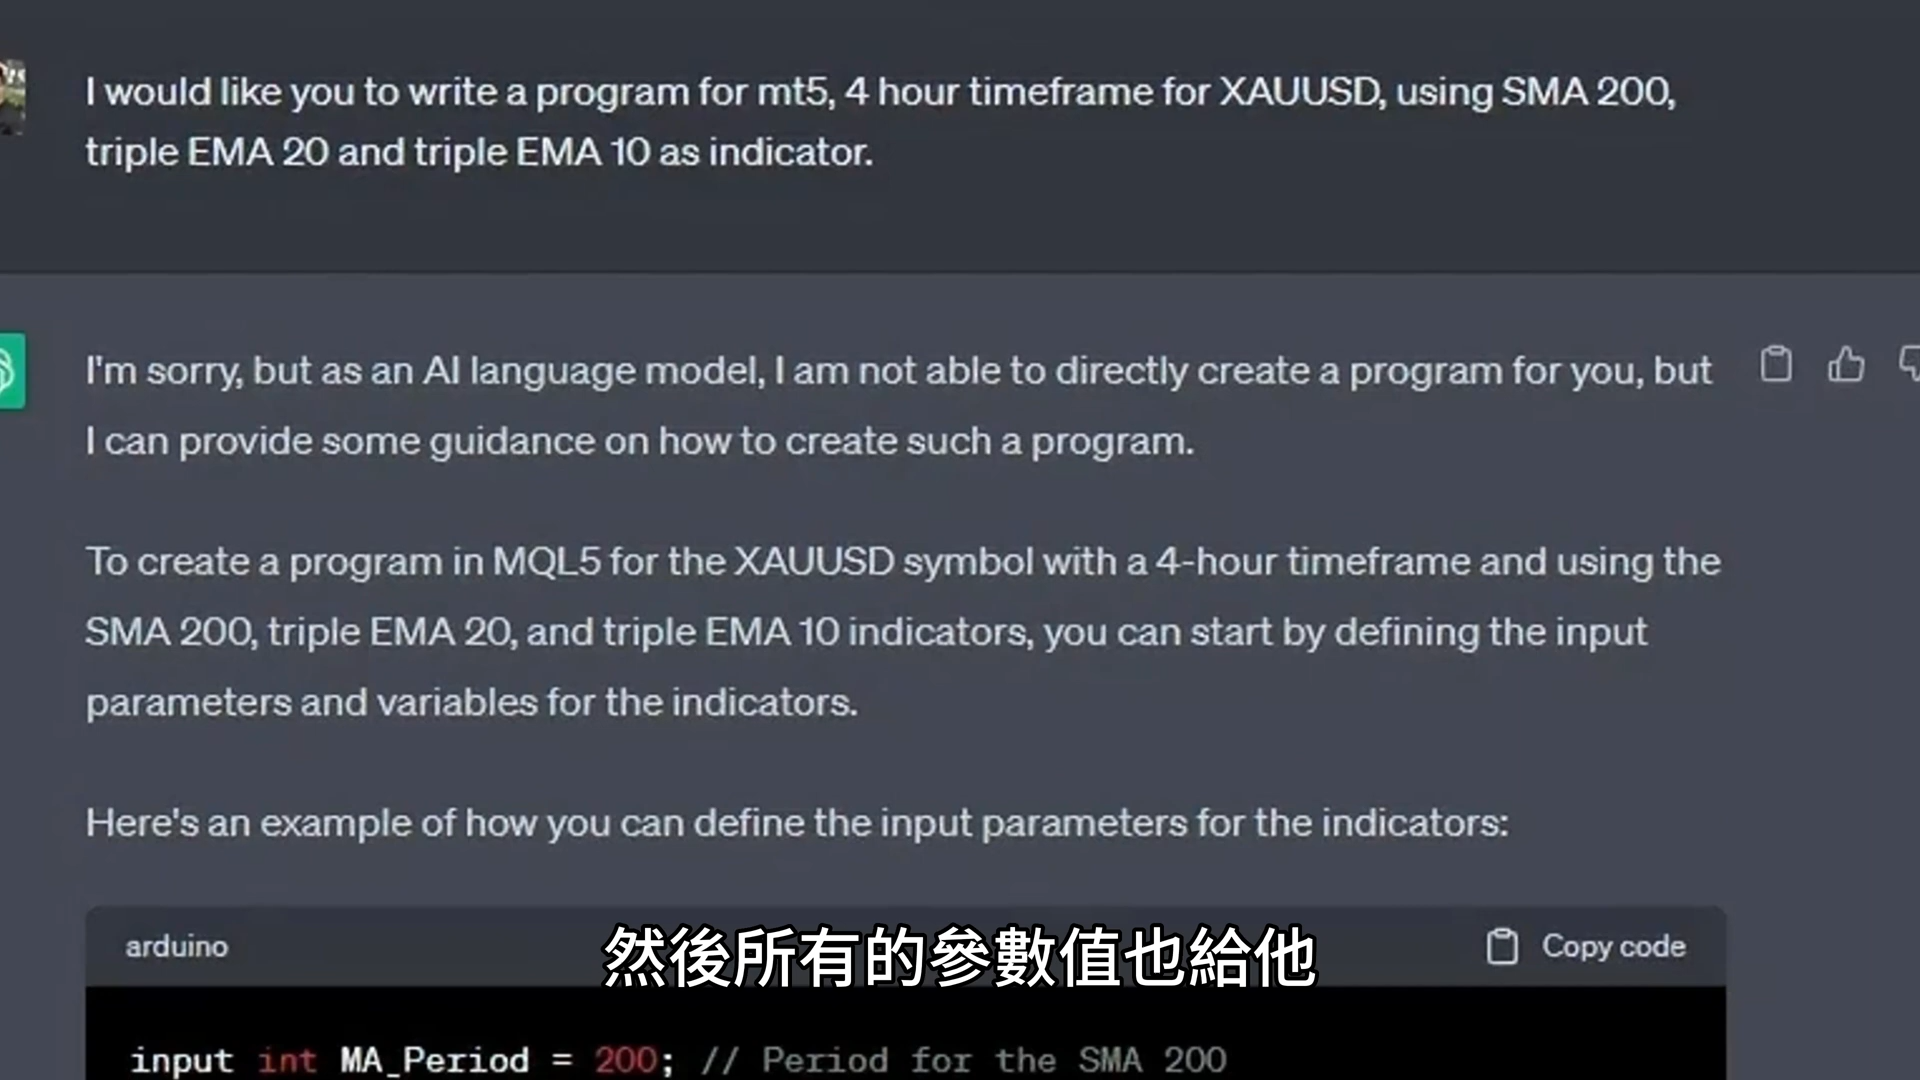 I would like you to write a program for mt5, 4 hour timeframe for XAUUSD, using SMA 200,
triple EMA 20 and triple EMA 10 as indicator.
I'm sorry, but as an AI language model, I am not able to directly create a program for you, but
I can provide some guidance on how to create such a program.
To create a program in MQL5 for the XAUUSD symbol with a 4-hour timeframe and using the
SMA 200, triple EMA 20, and triple EMA 10 indicators, you can start by defining the input
parameters and variables for the indicators.
Here's an example of how you can define the input parameters for the indicators:
arduino
Copy code
然後所有的參數值也給他
input int MA_Period = 200; // Period for the SMA 200